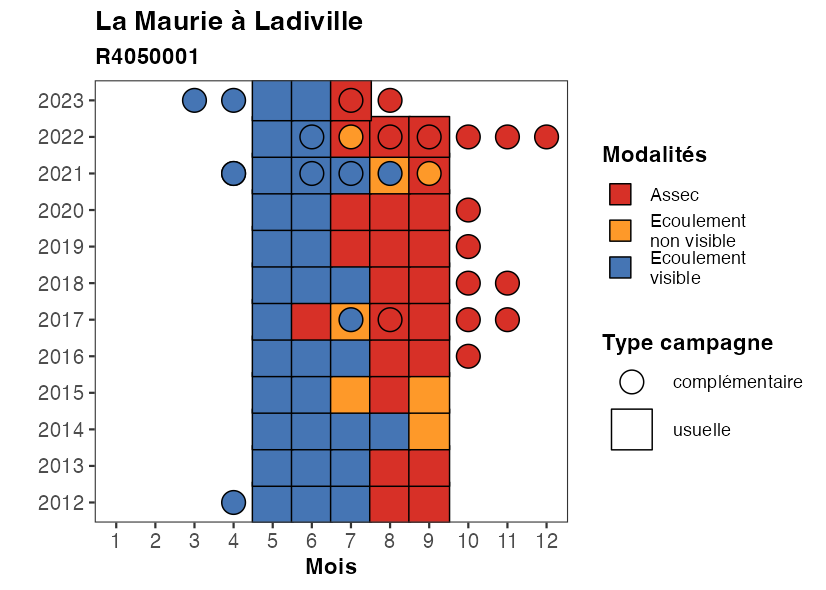 La Maurie à Ladiville
R4050001
2023
2022
2021
2020
2019
2018
2017
2016
2015
2014
2013
2012
1 2 3 4 5 6 7 8 9 10 11 12
Mois
Modalités
Assec
Ecoulement
non visible
Ecoulement
visible
Type campagne
complémentaire
usuelle